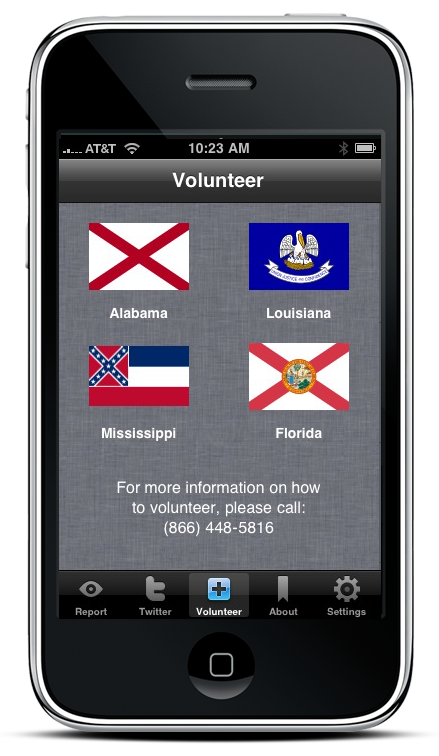 AT&T 10:23 AM
Volunteer
Alabama Louisiana
Mississippi Florida
For more information on how
to volunteer, please call:
(866) 448-5816
Report Twitter Volunteer About Settings